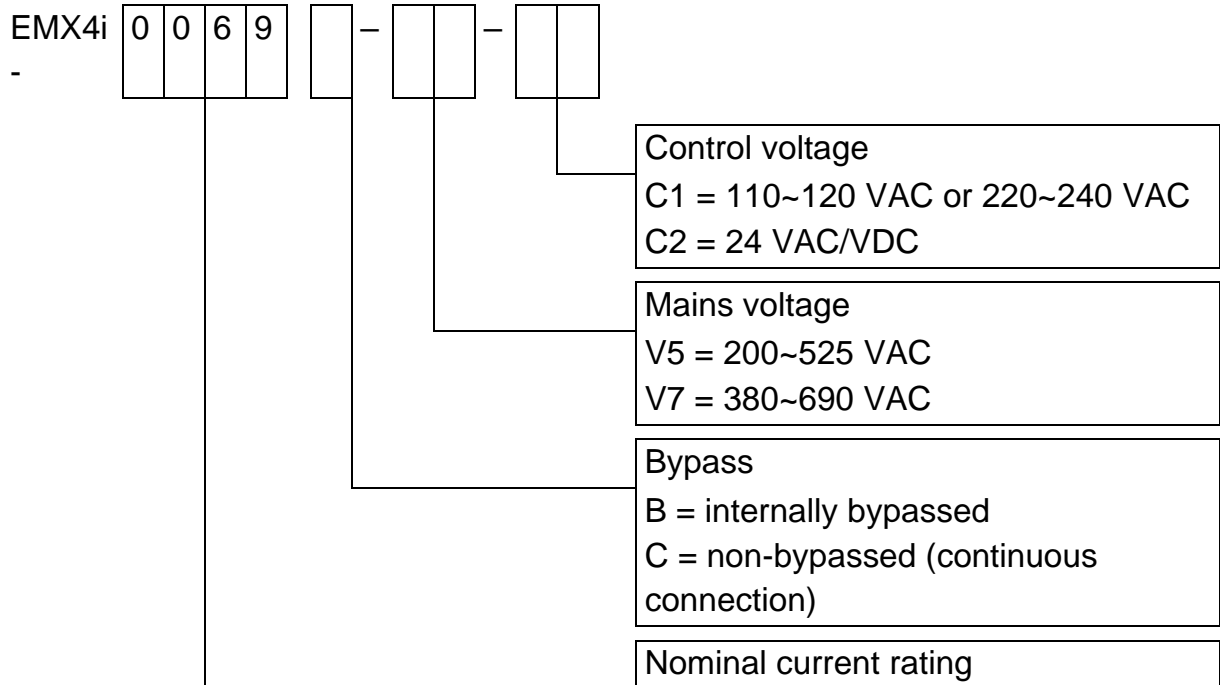 EMX4i 0 0 6 9 – –
-
Control voltage
C1 = 110~120 VAC or 220~240 VAC
C2 = 24 VAC/VDC
Mains voltage
V5 = 200~525 VAC
V7 = 380~690 VAC
Bypass
B = internally bypassed
C = non-bypassed (continuous
connection)
Nominal current rating